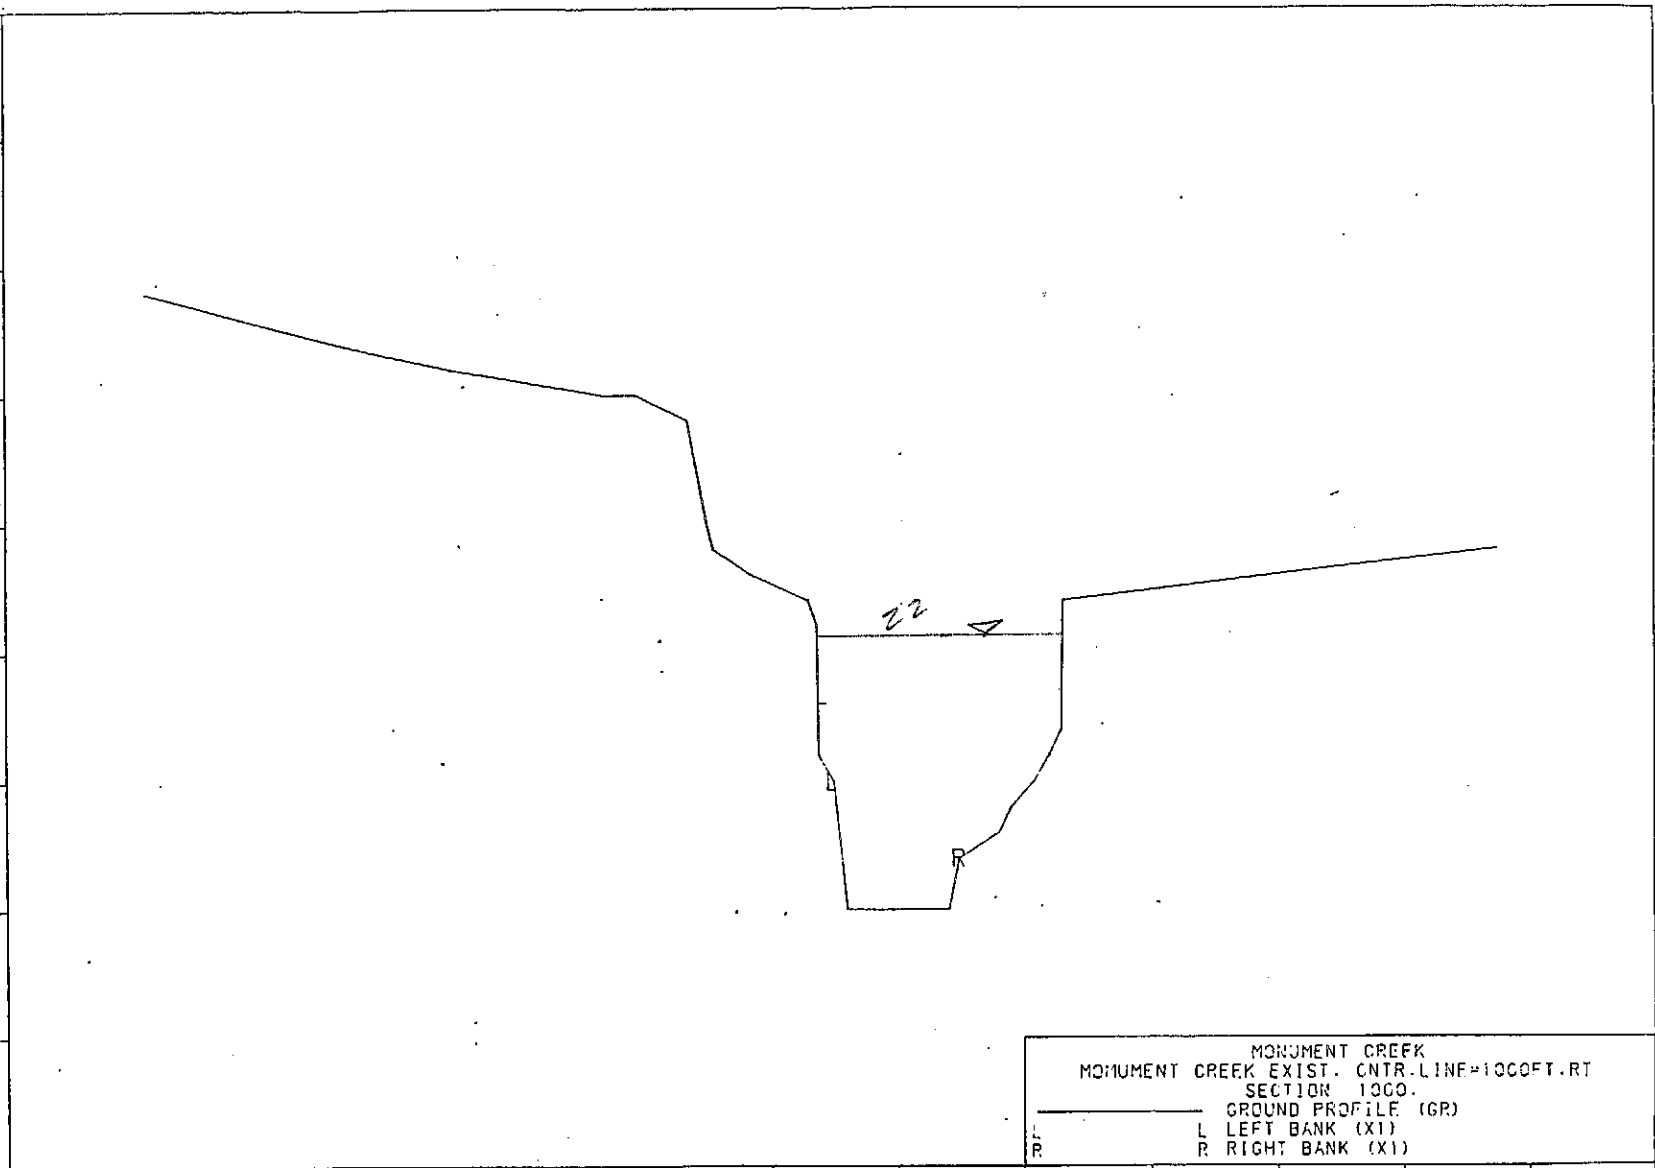 22
L
R
MONUMENT CREEK
MONUMENT CREEK EXIST. CNTR.LINE=1000FT.RT
SECTION 1000.
GROUND PROFILE (GR)
L L LEFT BANK (X1)
R R RIGHT BANK (X1)